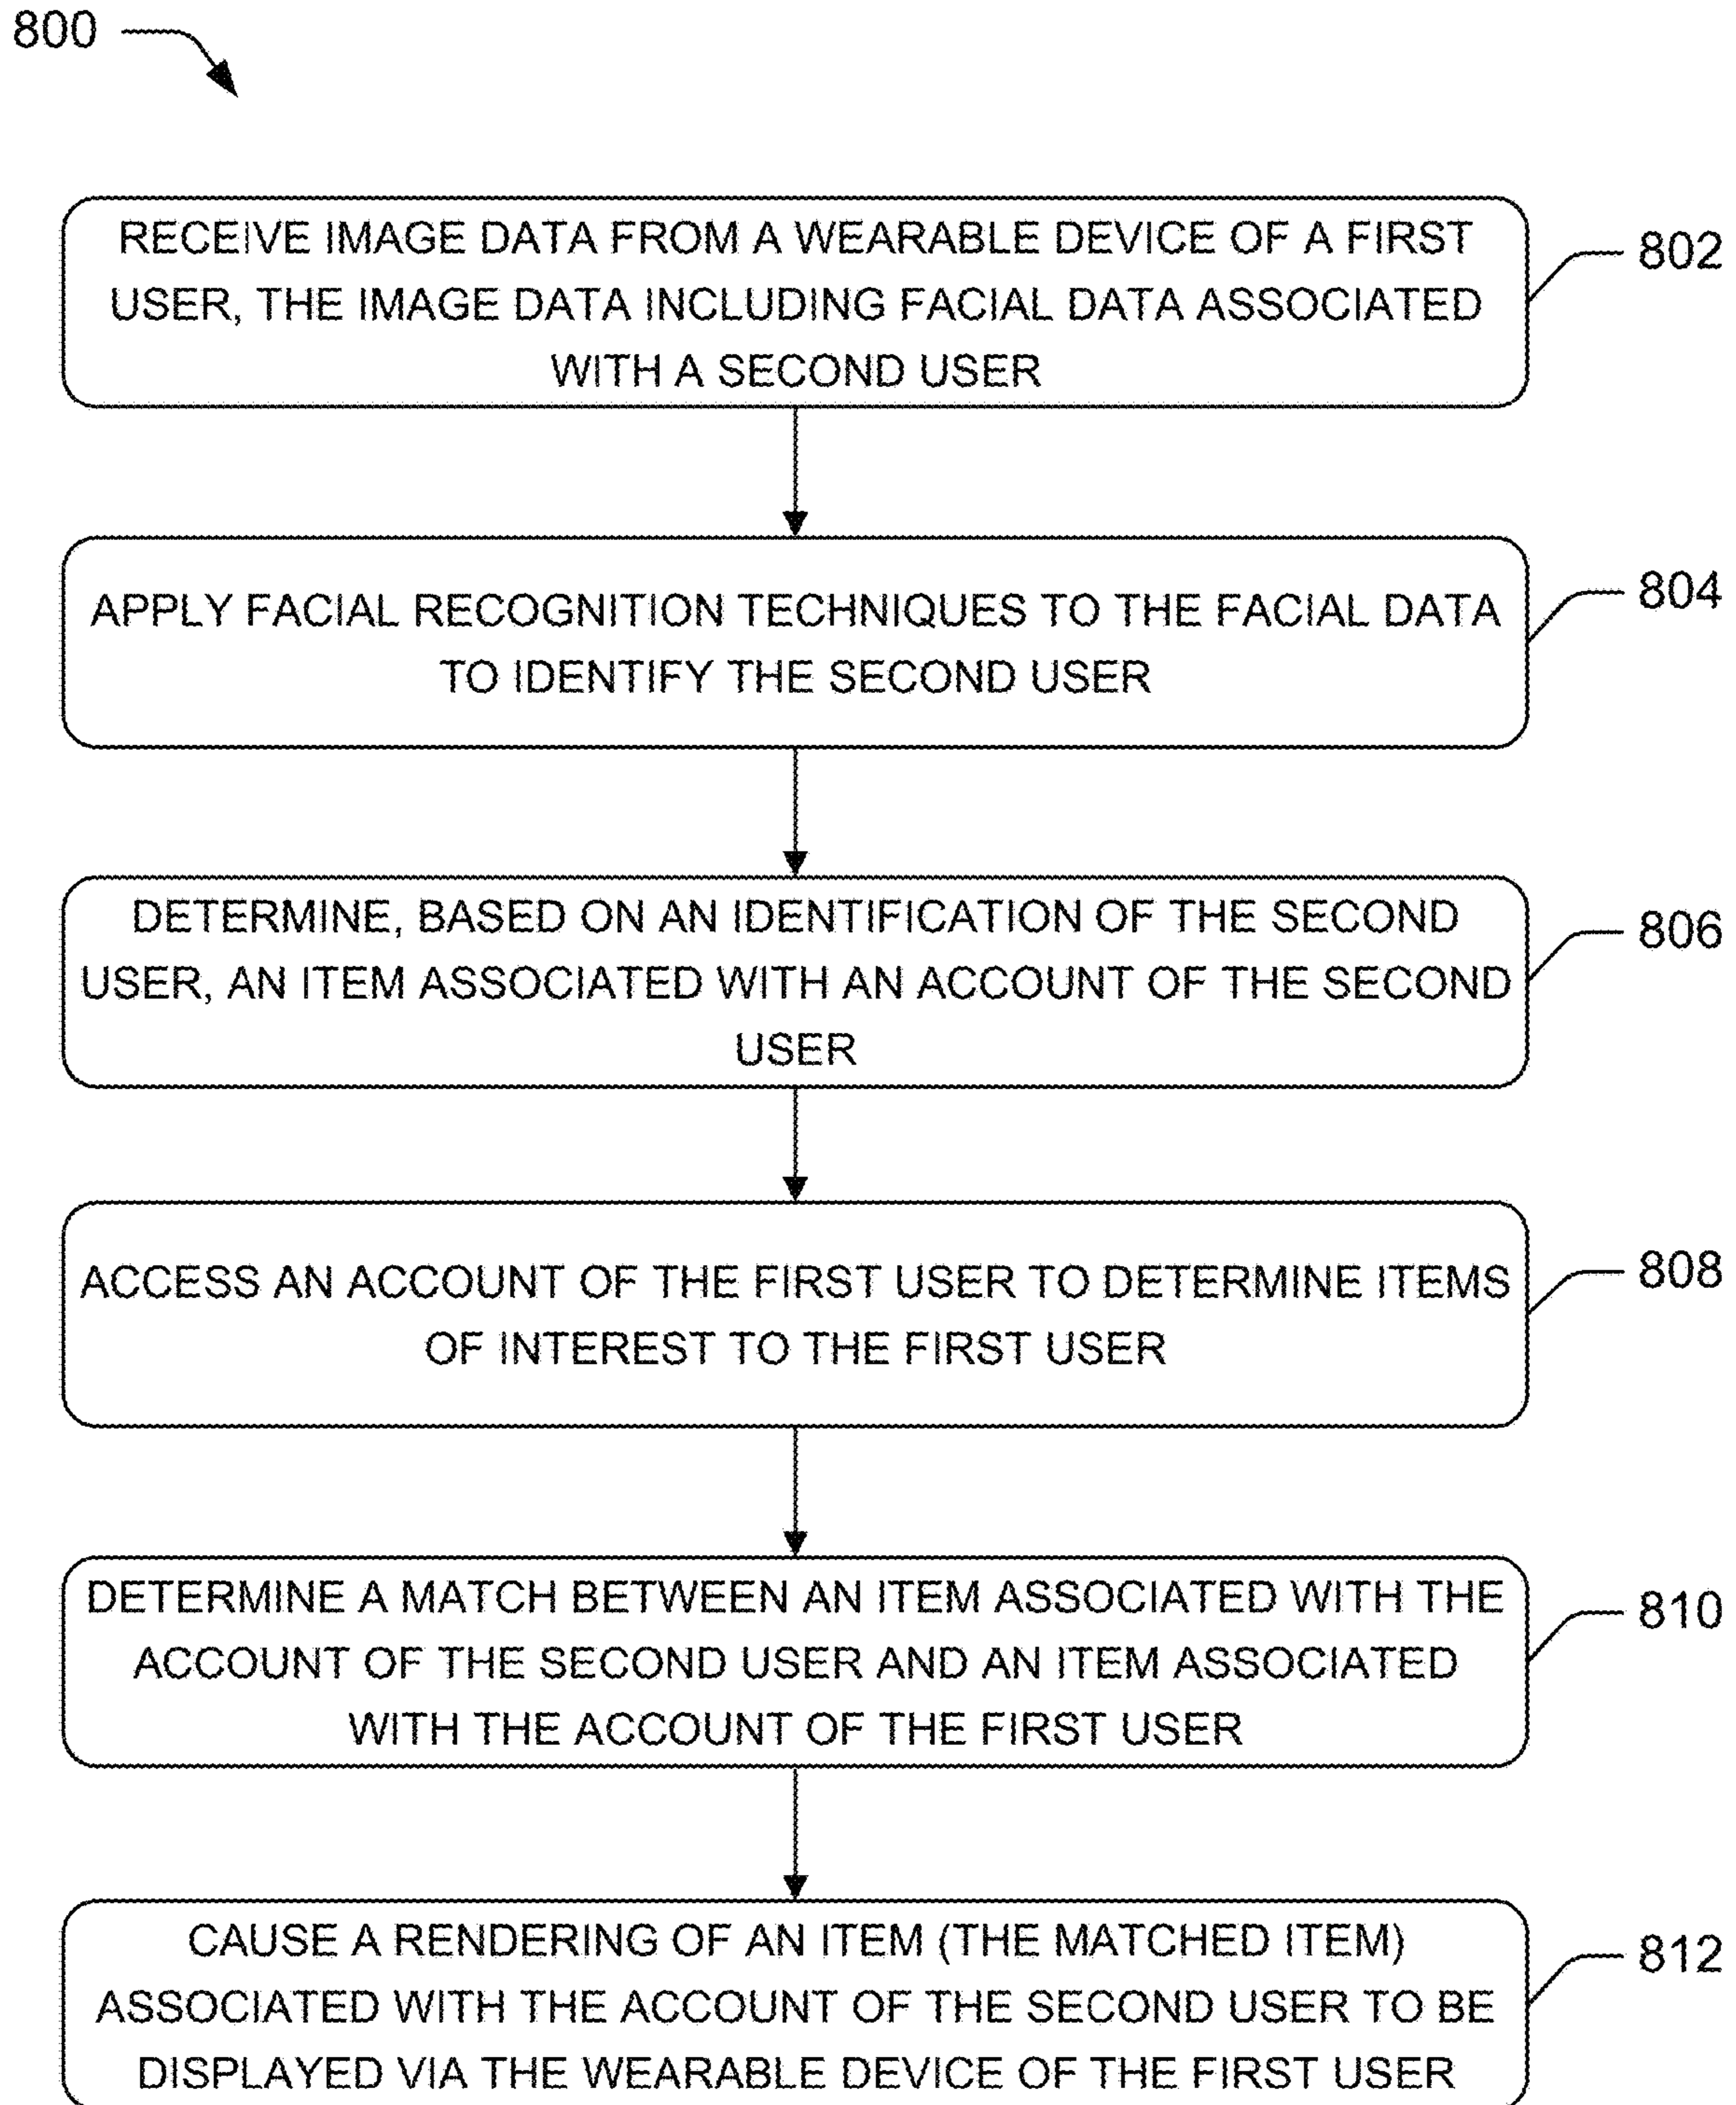 800
RECEIVE IMAGE DATA FROM A WEARABLE DEVICE OF A FIRST
USER, THE IMAGE DATA INCLUDING FACIAL DATA ASSOCIATED
WITH A SECOND USER
802
APPLY FACIAL RECOGNITION TECHNIQUES TO THE FACIAL DATA
TO IDENTIFY THE SECOND USER
804
DETERMINE, BASED ON AN IDENTIFICATION OF THE SECOND
USER, AN ITEM ASSOCIATED WITH AN ACCOUNT OF THE SECOND
USER
806
ACCESS AN ACCOUNT OF THE FIRST USER TO DETERMINE ITEMS
OF INTEREST TO THE FIRST USER
808
DETERMINE A MATCH BETWEEN AN ITEM ASSOCIATED WITH THE
ACCOUNT OF THE SECOND USER AND AN ITEM ASSOCIATED
WITH THE ACCOUNT OF THE FIRST USER
810
CAUSE A RENDERING OF AN ITEM (THE MATCHED ITEM)
ASSOCIATED WITH THE ACCOUNT OF THE SECOND USER TO BE
DISPLAYED VIA THE WEARABLE DEVICE OF THE FIRST USER
812